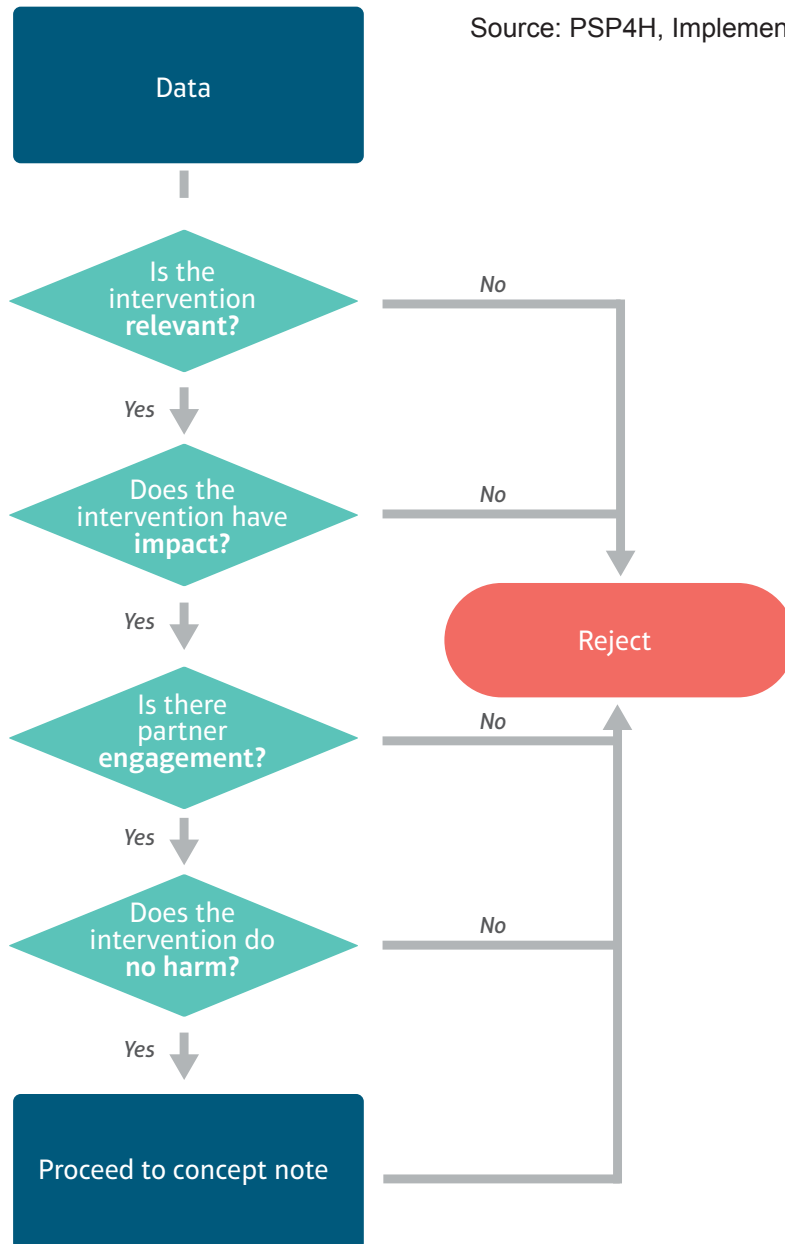 Source: PSP4H, Implemen
Data
Is the
intervention
relevant?
No
Yes
Does the
intervention have
impact?
No
Yes
Reject
Is there
partner
engagement?
No
Yes
Does the
intervention do
no harm?
No
Yes
Proceed to concept note